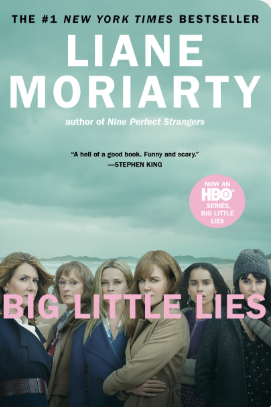 THE #1 NEW YORK TIMES BESTSELLER
LIANE
MORIARTY
author of Nine Perfect Strangers
"A hell of a good book. Funny and scary."
—STEPHEN KING
NOW AN
HBO®
SERIES,
BIG LITTLE
LIES
BIG LITTLE LIES